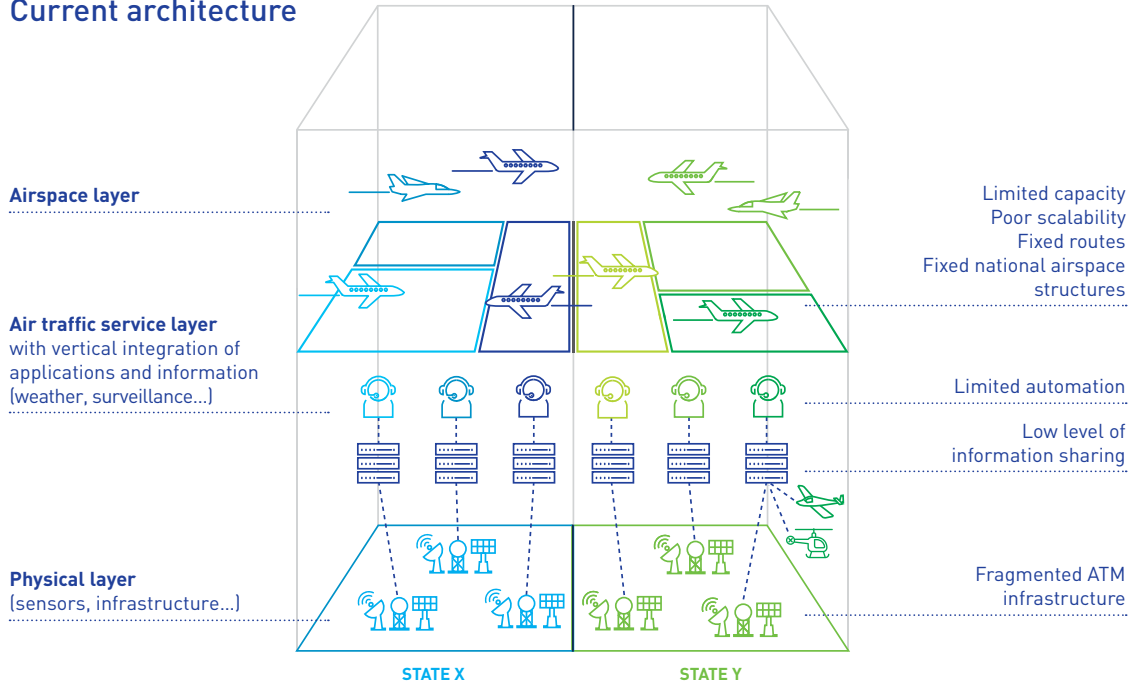 Current architecture
Airspace layer
Air traffic service layer
with vertical integration of
applications and information
(weather, surveillance...)
Physical layer
(sensors, infrastructure...)
Limited capacity
Poor scalability
Fixed routes
Fixed national airspace
structures
Limited automation
Low level of
information sharing
Fragmented ATM
infrastructure
STATE X
STATE Y